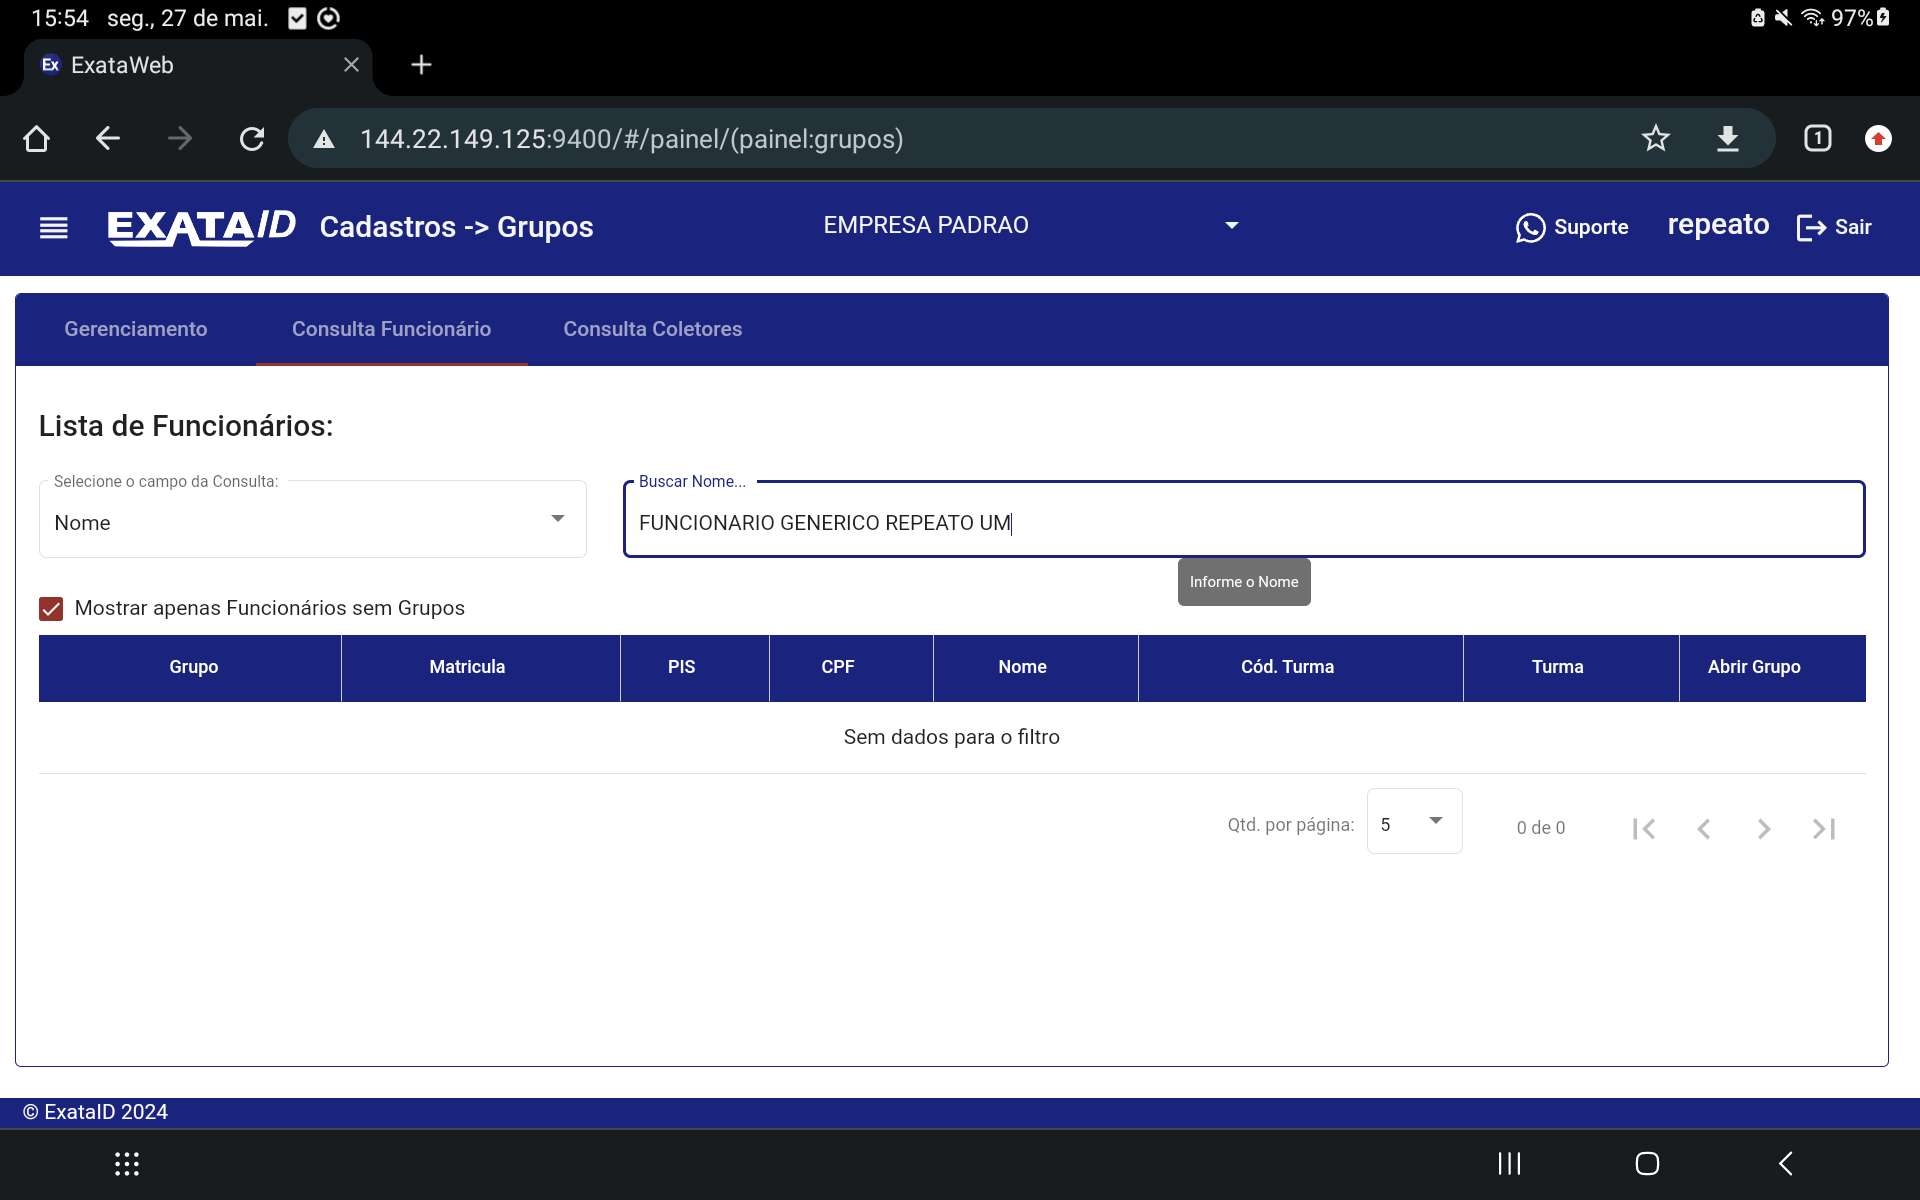 15:54 seg., 27 de mai. 97%
Ex ExataWeb
144.22.149.125:9400/#/painel/(painel:grupos) 1
EXATAID Cadastros -> Grupos EMPRESA PADRAO Suporte repeato Sair
Gerenciamento Consulta Funcionário Consulta Coletores
Lista de Funcionários:
Selecione o campo da Consulta: Buscar Nome...
Nome FUNCIONARIO GENERICO REPEATO UM
Informe o Nome
Mostrar apenas Funcionários sem Grupos
Grupo Matricula PIS CPF Nome Cód. Turma Turma Abrir Grupo
Sem dados para o filtro
Qtd. por página: 5 0 de 0
© ExataID 2024